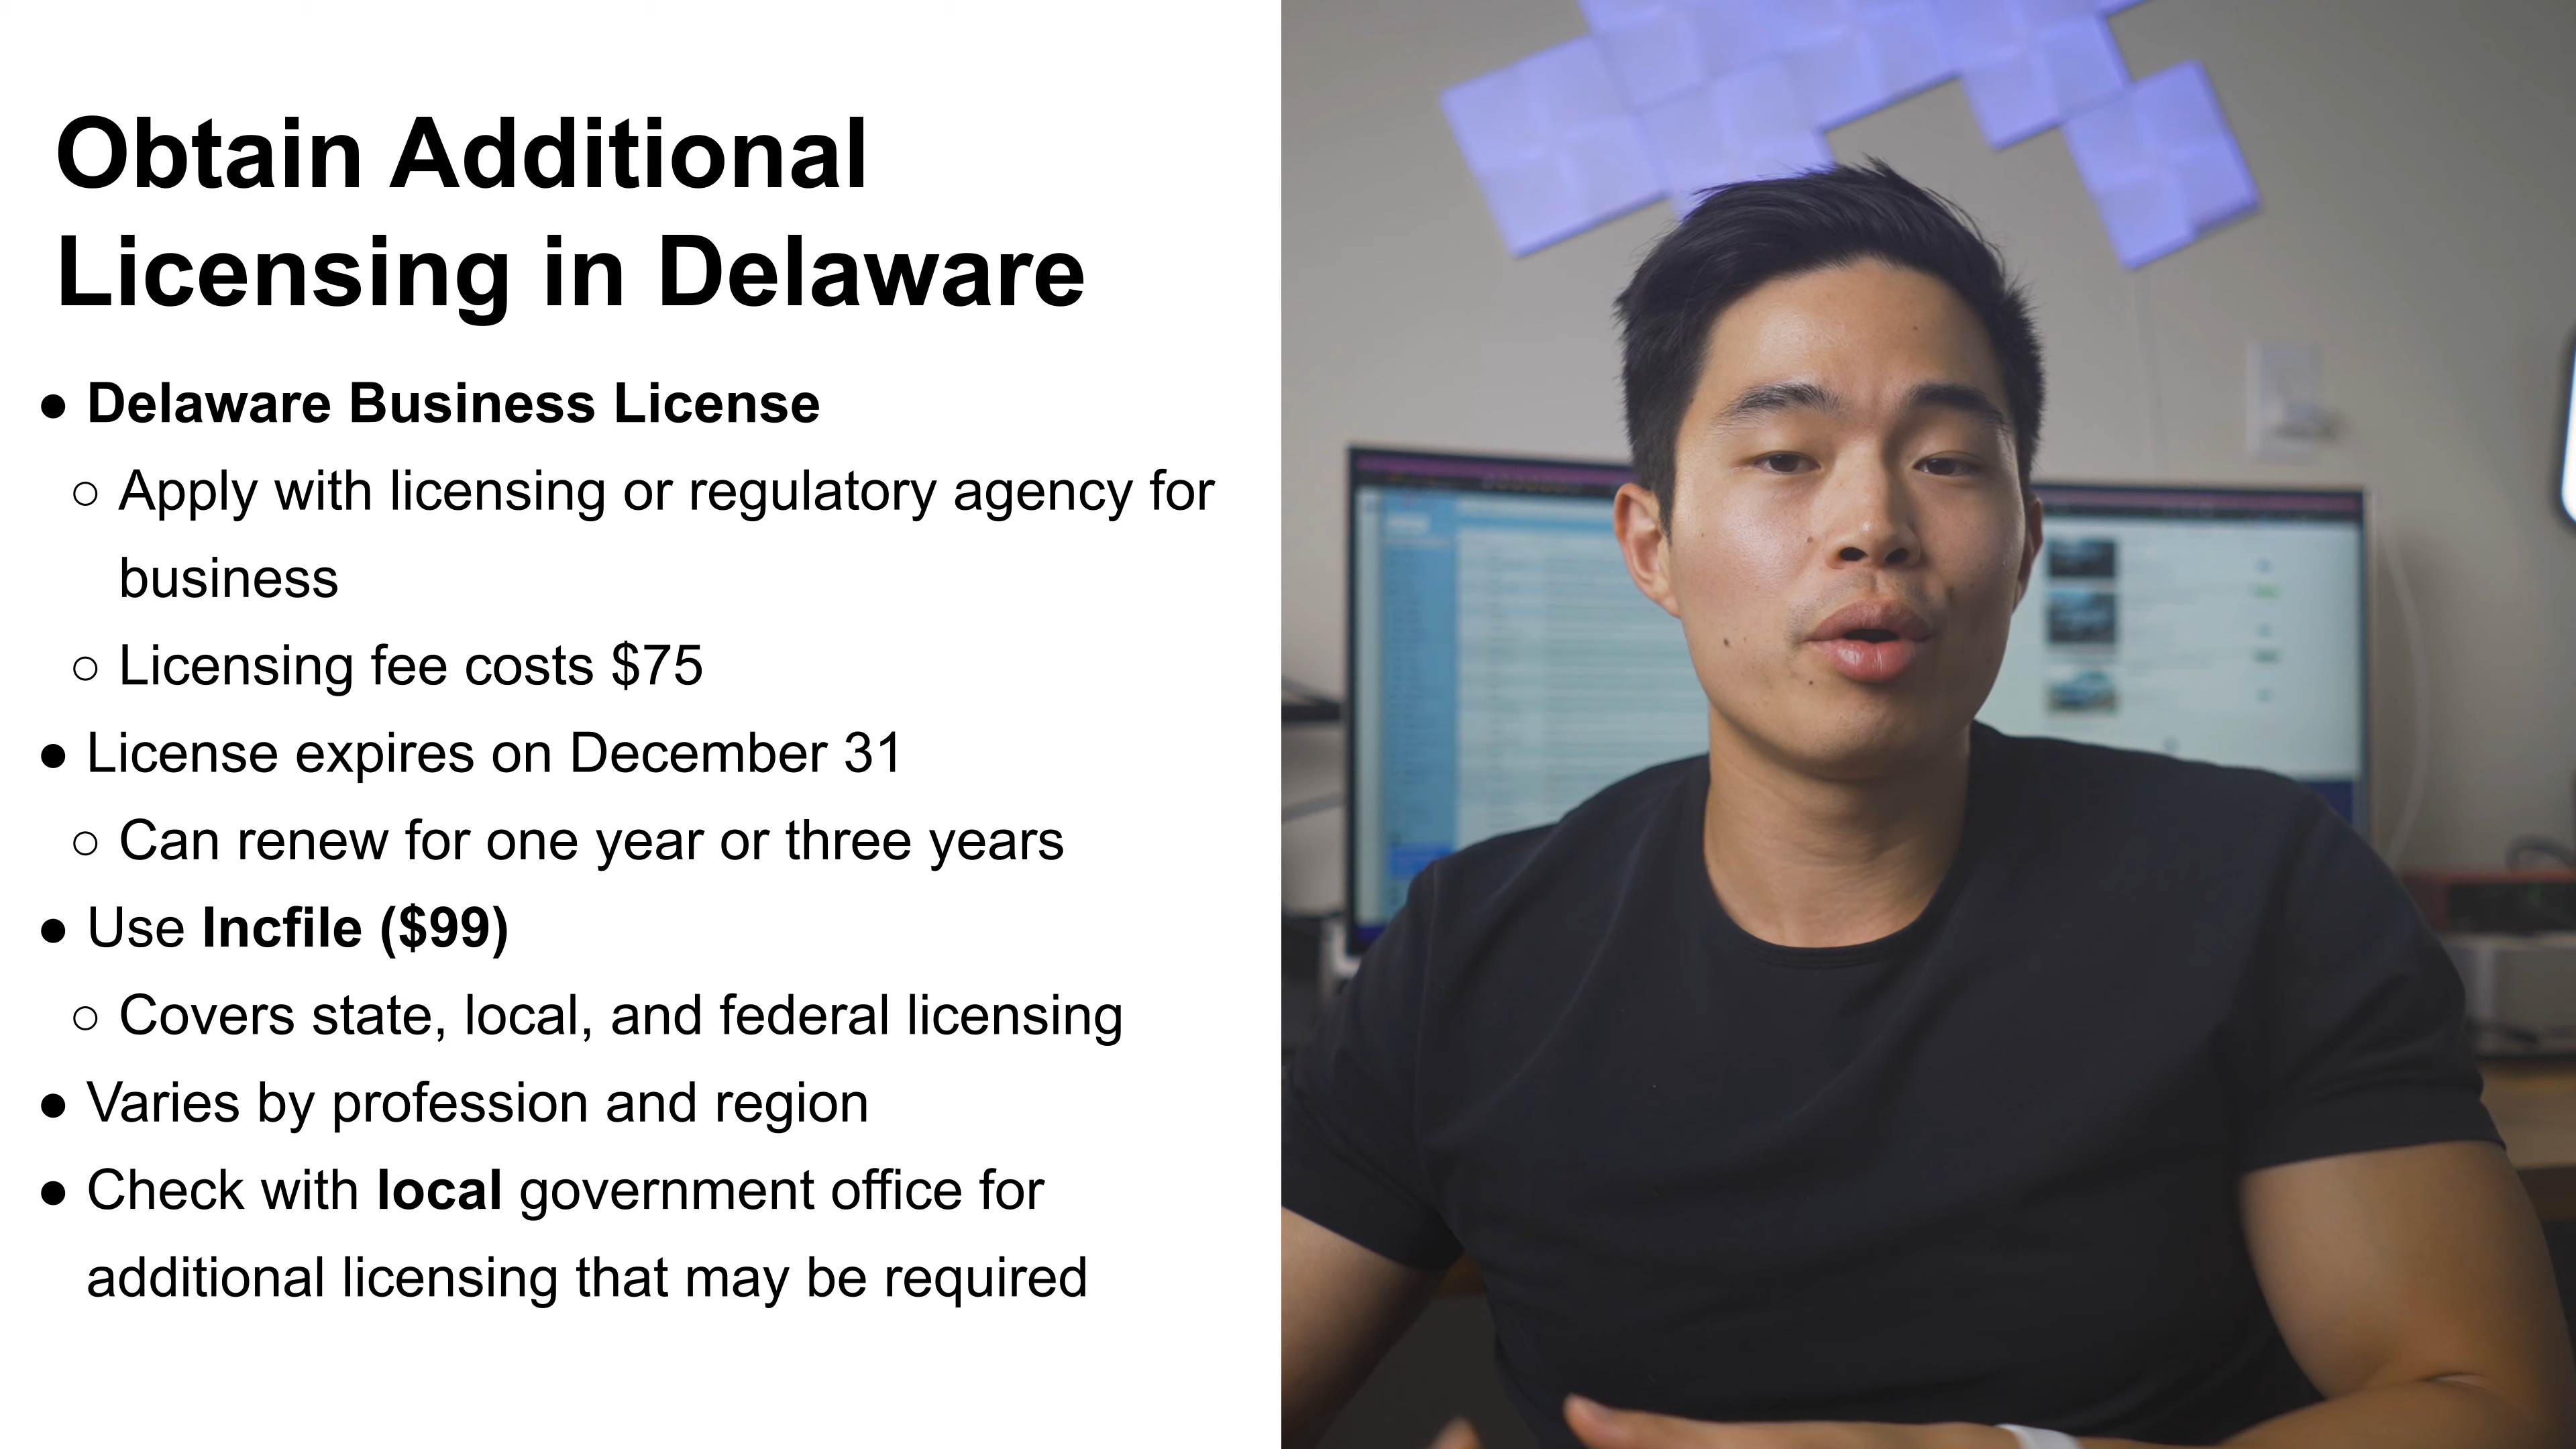 Obtain Additional
Licensing in Delaware
● Delaware Business License
○ Apply with licensing or regulatory agency for
business
○ Licensing fee costs $75
● License expires on December 31
○ Can renew for one year or three years
● Use Incfile ($99)
○ Covers state, local, and federal licensing
● Varies by profession and region
● Check with local government office for
additional licensing that may be required